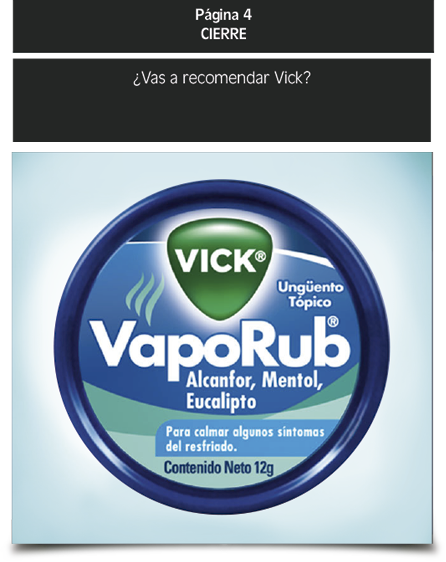 Página 4
CIERRE
¿Vas a recomendar Vick?
VICK®
Ungüento
Tópico
VapoRub®
Alcanfor, Mentol,
Eucalipto
Para calmar algunos síntomas
del resfriado.
Contenido Neto 12g